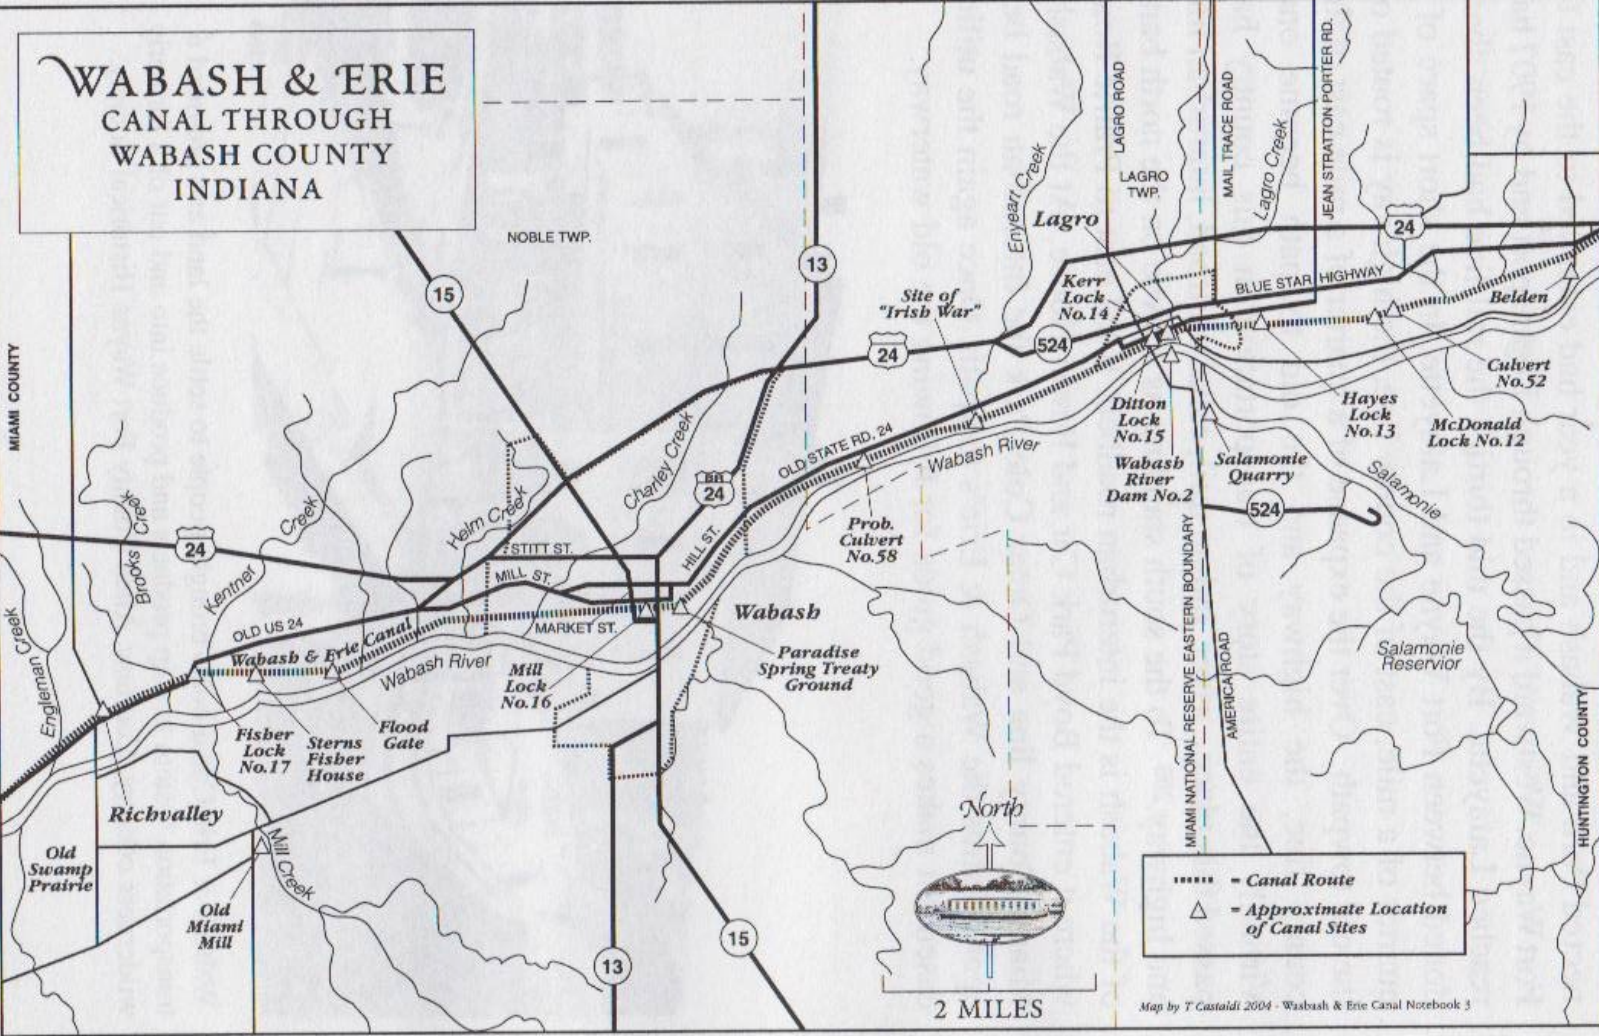 WABASH & ERIE
CANAL THROUGH
WABASH COUNTY
INDIANA
NOBLE TWP.
13
15
LAGRO ROAD
LAGRO
TWP.
MAIL TRACE ROAD
Lagro Creek
JEAN STRATTON PORTER RD.
24
Enyeart Creek
Lagro
Kerr
Lock
No.14
BLUE STAR HIGHWAY
Belden
Site of
"Irish War"
524
24
Culvert
No.52
MIAMI COUNTY
Ditton
Lock
No.15
Hayes
Lock
No.13
McDonald
Lock No.12
Charley Creek
BR
24
OLD STATE RD. 24
Wabash River
Wabash
River
Dam No.2
Salamonie
Quarry
Salamonie
524
Prob.
Culvert
No.58
Helm Creek
STITT ST.
HILL ST.
MILL ST.
MARKET ST.
Brooks Creek
24
Kentner Creek
OLD US 24
Wabash & Erie Canal
Wabash River
Engleman Creek
Wabash
Paradise
Spring Treaty
Ground
Mill
Lock
No.16
Fisher
Lock
No.17
Sterns
Fisher
House
Flood
Gate
MIAMI NATIONAL RESERVE EASTERN BOUNDARY
AMERICA ROAD
Salamonie
Reservior
HUNTINGTON COUNTY
Richvalley
Old
Swamp
Prairie
Mill Creek
Old
Miami
Mill
13
15
North
2 MILES
= Canal Route
= Approximate Location
of Canal Sites
Map by T Castaldi 2004 - Wasbash & Erie Canal Notebook 3